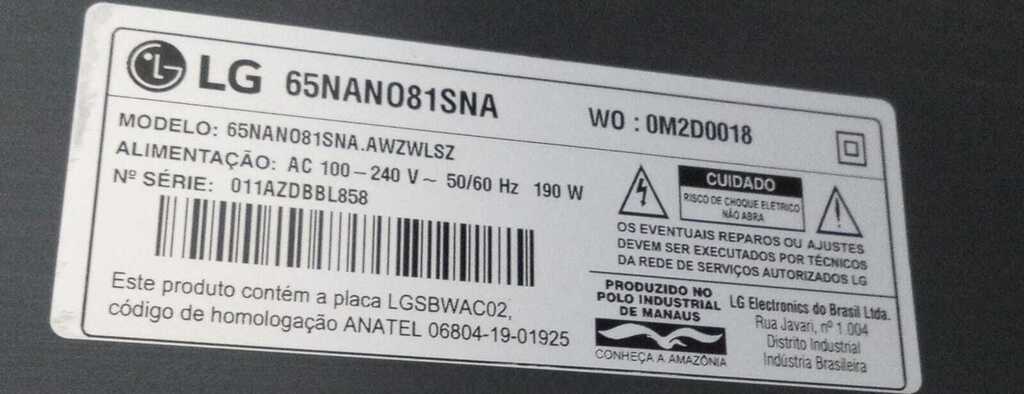 LG 65NANO81SNA WO : 0M2D0018
MODELO: 65NANO81SNA.AWZWLSZ
ALIMENTAÇÃO: AC 100-240 V~ 50/60 Hz 190 W
Nº SÉRIE: 011AZDBBL858
CUIDADO
RISCO DE CHOQUE ELÉTRICO
NÃO ABRA
OS EVENTUAIS REPAROS OU AJUSTES
DEVEM SER EXECUTADOS POR TÉCNICOS
DA REDE DE SERVIÇOS AUTORIZADOS LG
Este produto contém a placa LGSBWAC02,
código de homologação ANATEL 06804-19-01925
PRODUZIDO NO
POLO INDUSTRIAL
DE MANAUS
CONHEÇA A AMAZÔNIA
LG Electronics do Brasil Ltda.
Rua Javari, nº 1.004
Distrito Industrial
Indústria Brasileira